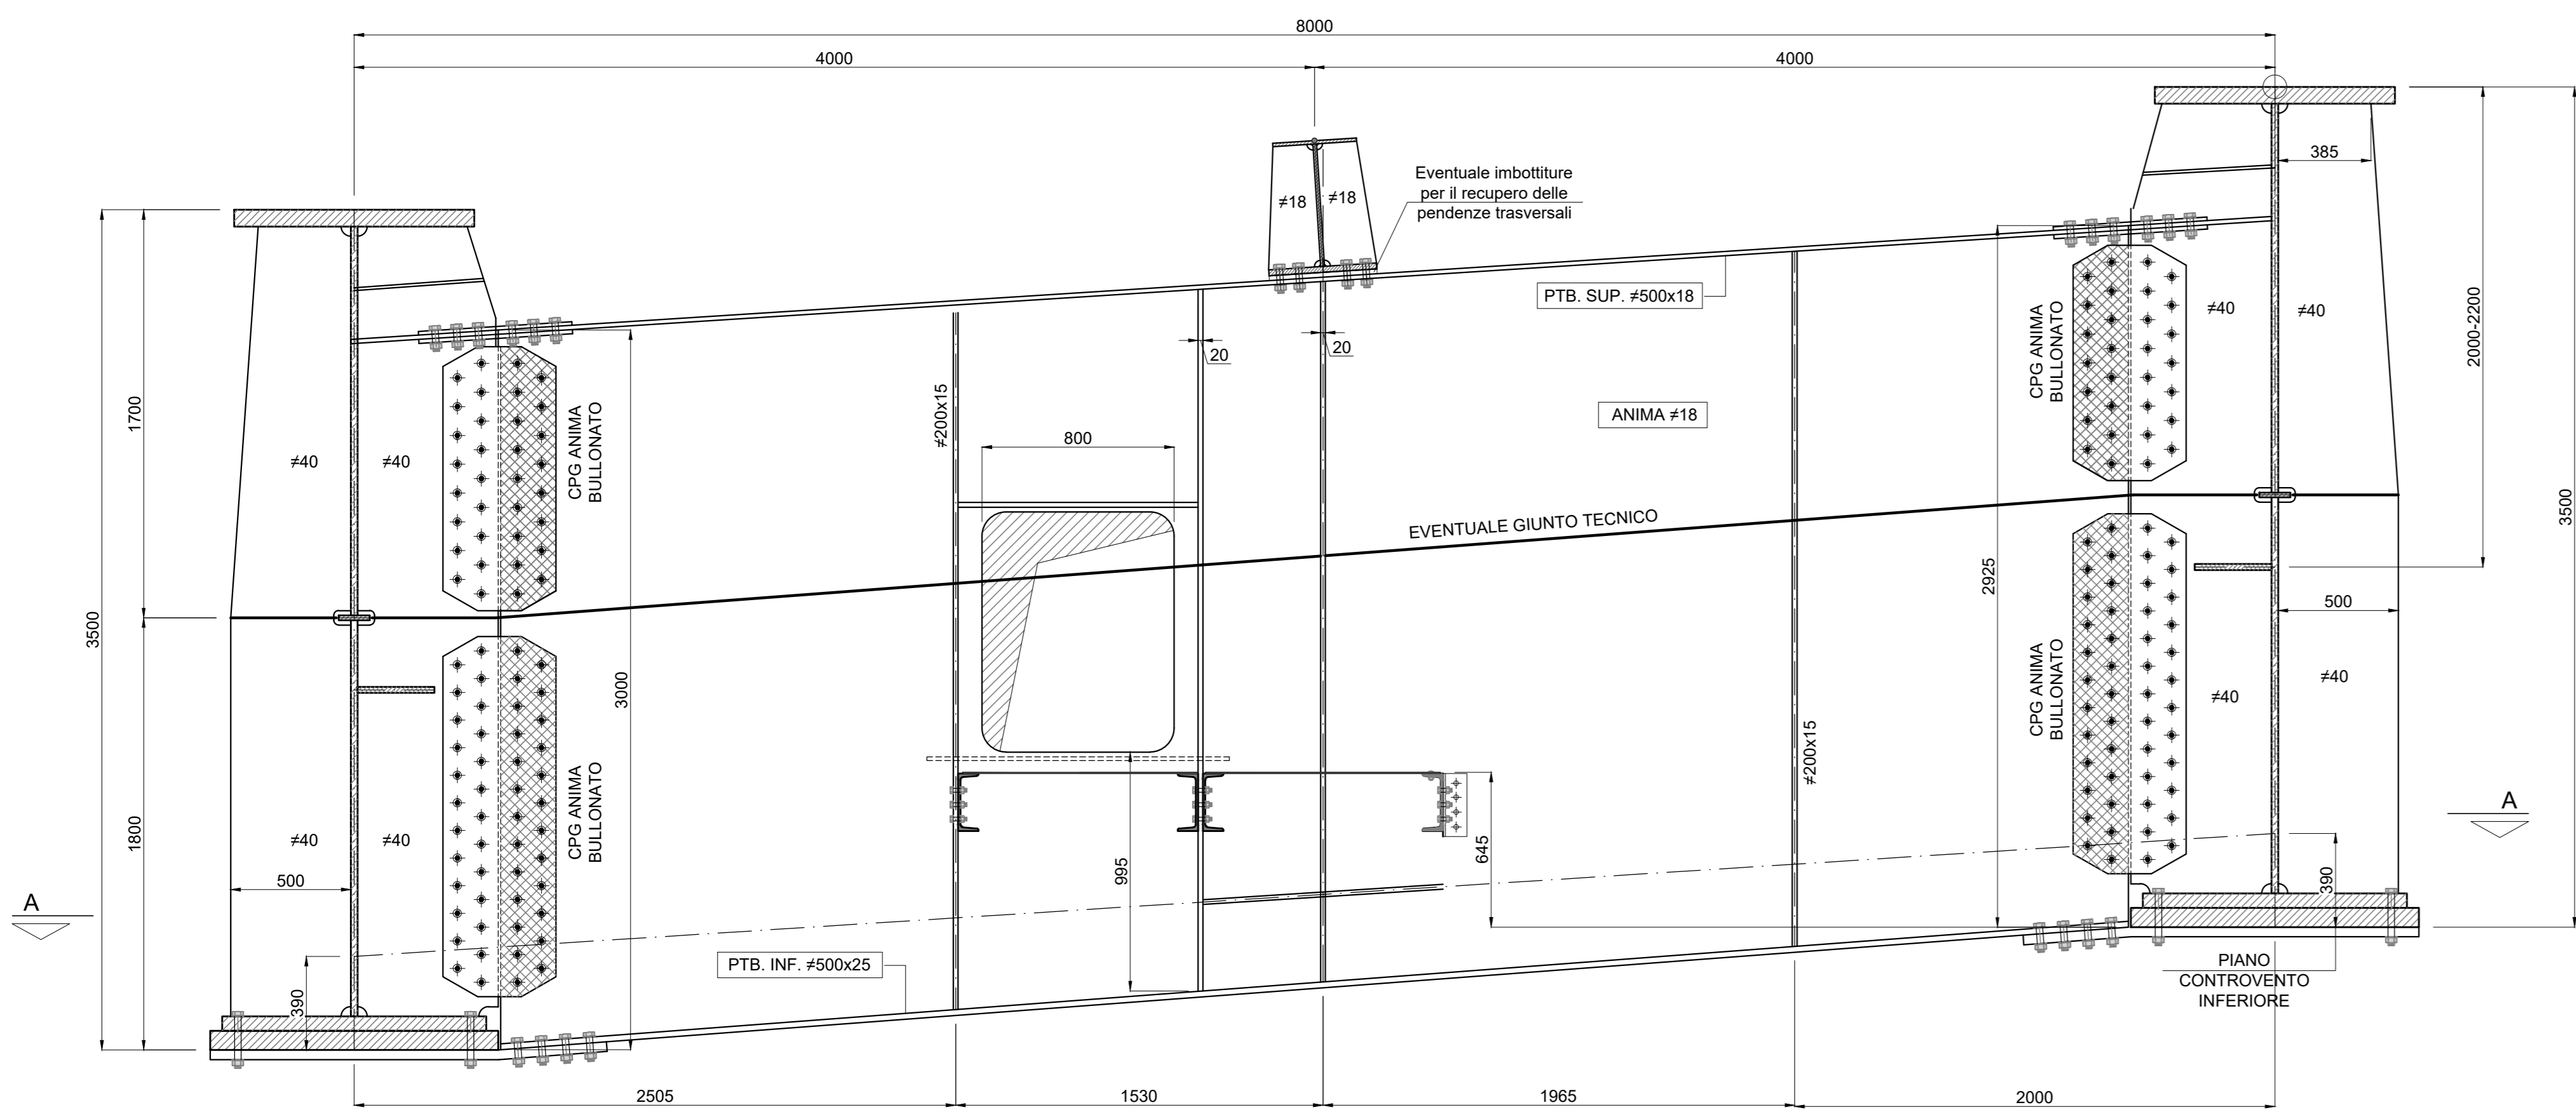 8000
4000
4000
385
Eventuale imbottiture
per il recupero delle
pendenze trasversali
≠18
≠18
PTB. SUP. ≠500x18
2000-2200
CPG ANIMA
BULLONATO
≠40
≠40
20
20
1700
≠200x15
ANIMA ≠18
800
CPG ANIMA
BULLONATO
≠40
≠40
3500
EVENTUALE GIUNTO TECNICO
2925
3500
500
3000
CPG ANIMA
BULLONATO
≠40
≠40
≠200x15
CPG ANIMA
BULLONATO
1800
≠40
≠40
995
645
A
500
390
A
PTB. INF. ≠500x25
390
PIANO
CONTROVENTO
INFERIORE
2505
1530
1965
2000